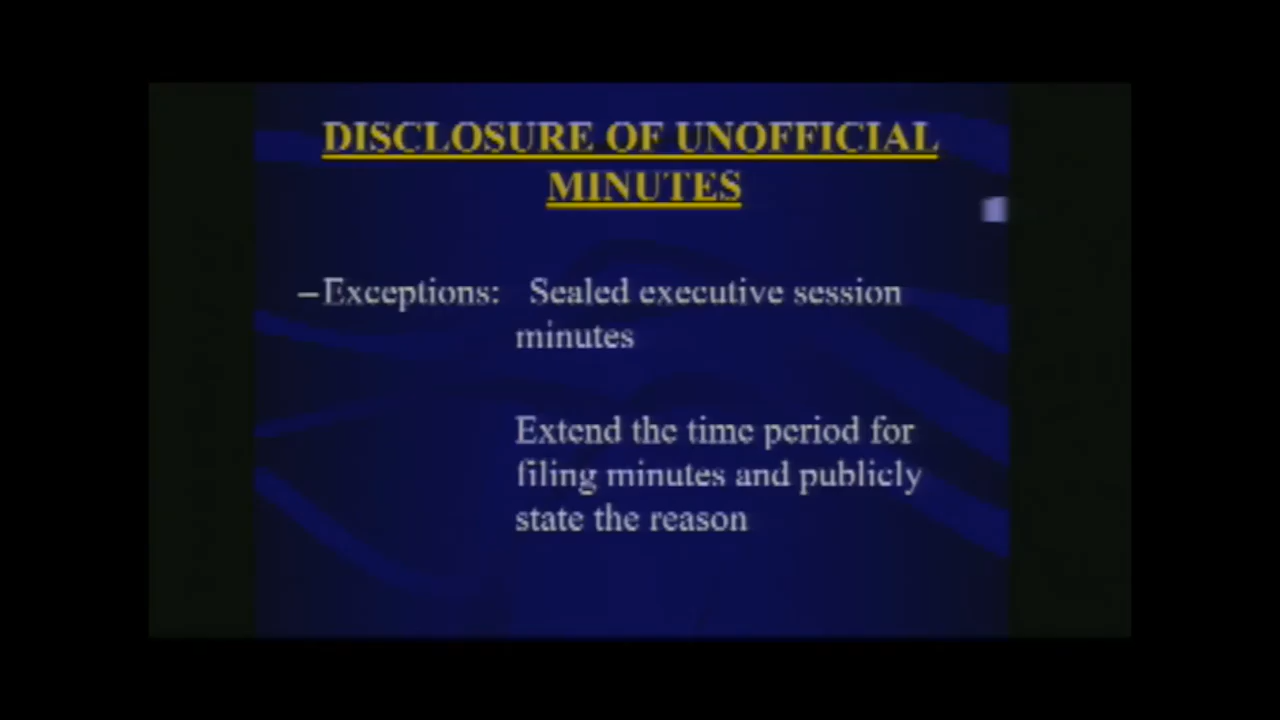 DISCLOSURE OF UNOFFICIAL
MINUTES
–Exceptions: Sealed executive session
minutes
Extend the time period for
filing minutes and publicly
state the reason